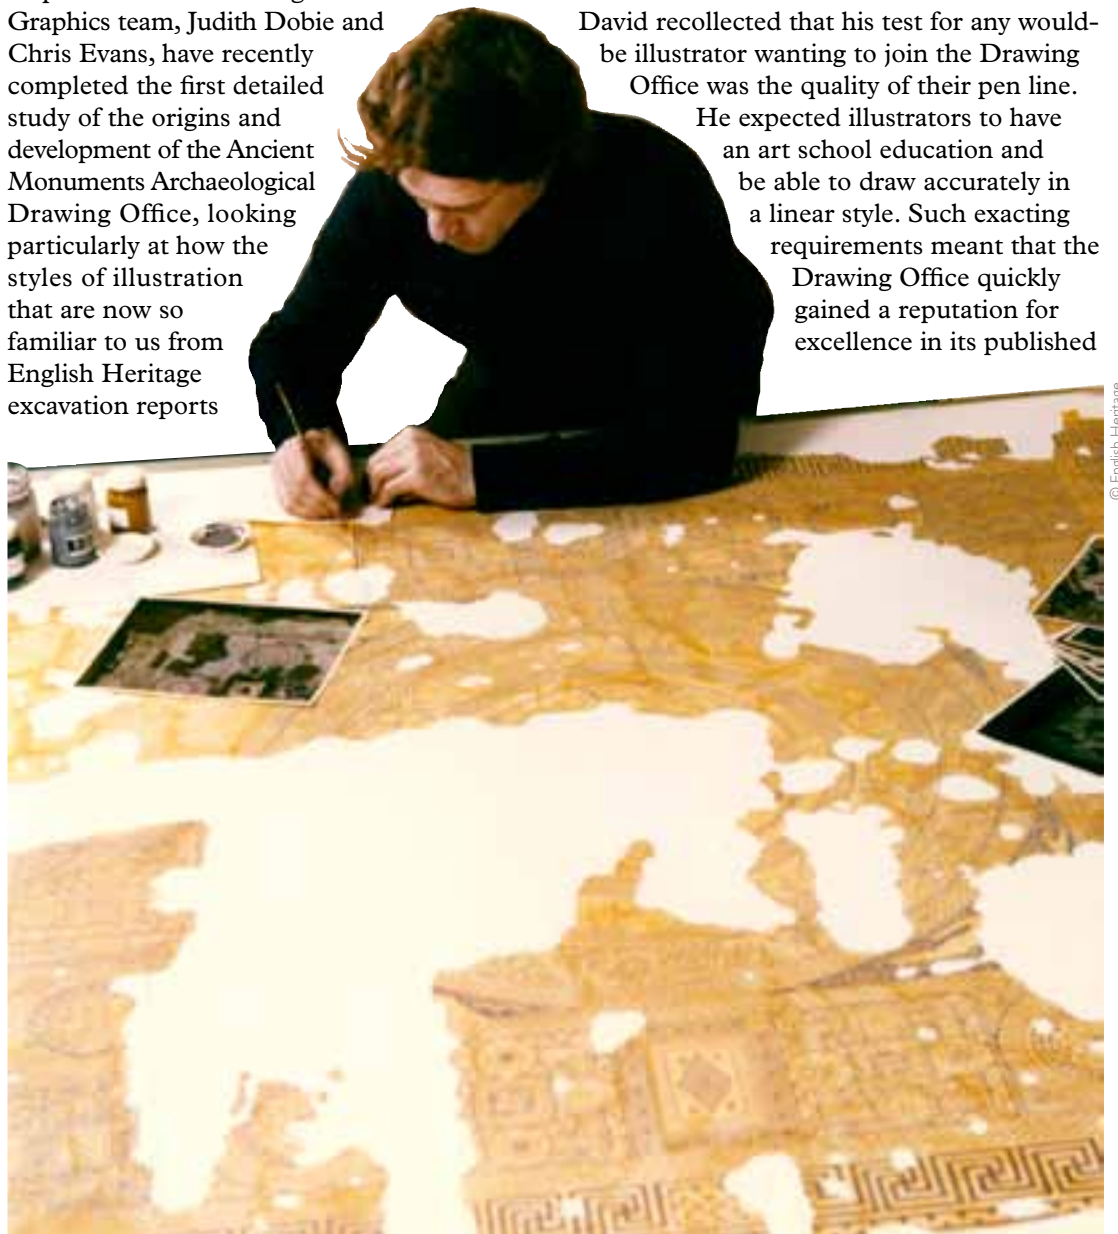 Graphics team, Judith Dobie and
Chris Evans, have recently
completed the first detailed
study of the origins and
development of the Ancient
Monuments Archaeological
Drawing Office, looking
particularly at how the
styles of illustration
that are now so
familiar to us from
English Heritage
excavation reports
David recollected that his test for any would-
be illustrator wanting to join the Drawing
Office was the quality of their pen line.
He expected illustrators to have
an art school education and
be able to draw accurately in
a linear style. Such exacting
requirements meant that the
Drawing Office quickly
gained a reputation for
excellence in its published
© English Heritage